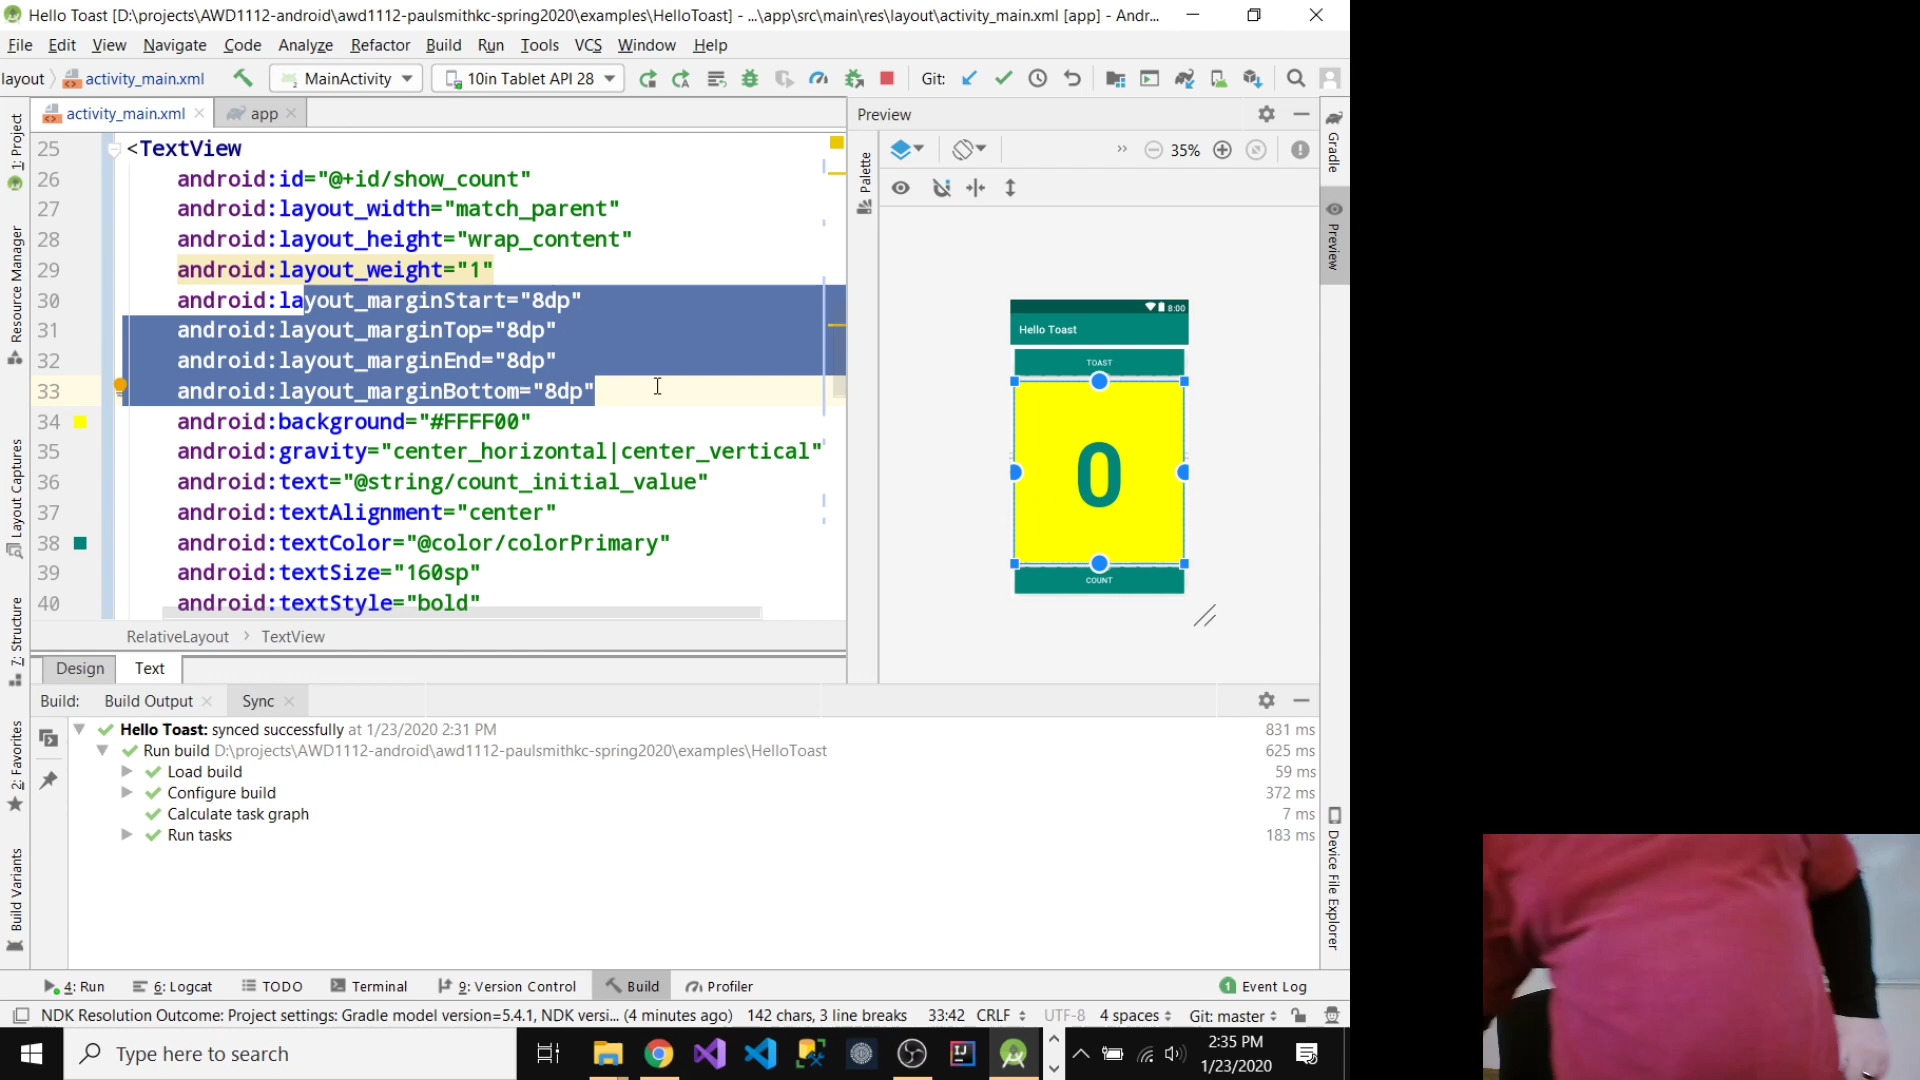 Hello Toast [D:\projects\AWD1112-android\awd1112-paulsmithkc-spring2020\examples\HelloToast] - ...\app\src\main\res\layout\activity_main.xml [app] - Andr...
File Edit View Navigate Code Analyze Refactor Build Run Tools VCS Window Help
layout activity_main.xml MainActivity 10in Tablet API 28 Git:
activity_main.xml app Preview
35%
25 <TextView
26 android:id="@+id/show_count"
27 android:layout_width="match_parent"
28 android:layout_height="wrap_content"
29 android:layout_weight="1"
30 android:layout_marginStart="8dp"
31 android:layout_marginTop="8dp"
32 android:layout_marginEnd="8dp"
33 android:layout_marginBottom="8dp"
34 android:background="#FFFF00"
35 android:gravity="center_horizontal|center_vertical"
36 android:text="@string/count_initial_value"
37 android:textAlignment="center"
38 android:textColor="@color/colorPrimary"
39 android:textSize="160sp"
40 android:textStyle="bold"
RelativeLayout > TextView
Design Text
1: Project
Resource Manager
Layout Captures
7: Structure
2: Favorites
Build Variants
Palette
8:00
Hello Toast
TOAST
0
COUNT
Gradle
Preview
Device File Explorer
Build: Build Output Sync
Hello Toast: synced successfully at 1/23/2020 2:31 PM 831 ms
Run build D:\projects\AWD1112-android\awd1112-paulsmithkc-spring2020\examples\HelloToast 625 ms
Load build 59 ms
Configure build 372 ms
Calculate task graph 7 ms
Run tasks 183 ms
4: Run 6: Logcat TODO Terminal 9: Version Control Build Profiler 1 Event Log
NDK Resolution Outcome: Project settings: Gradle model version=5.4.1, NDK versi... (4 minutes ago) 142 chars, 3 line breaks 33:42 CRLF UTF-8 4 spaces Git: master
Type here to search
2:35 PM
1/23/2020